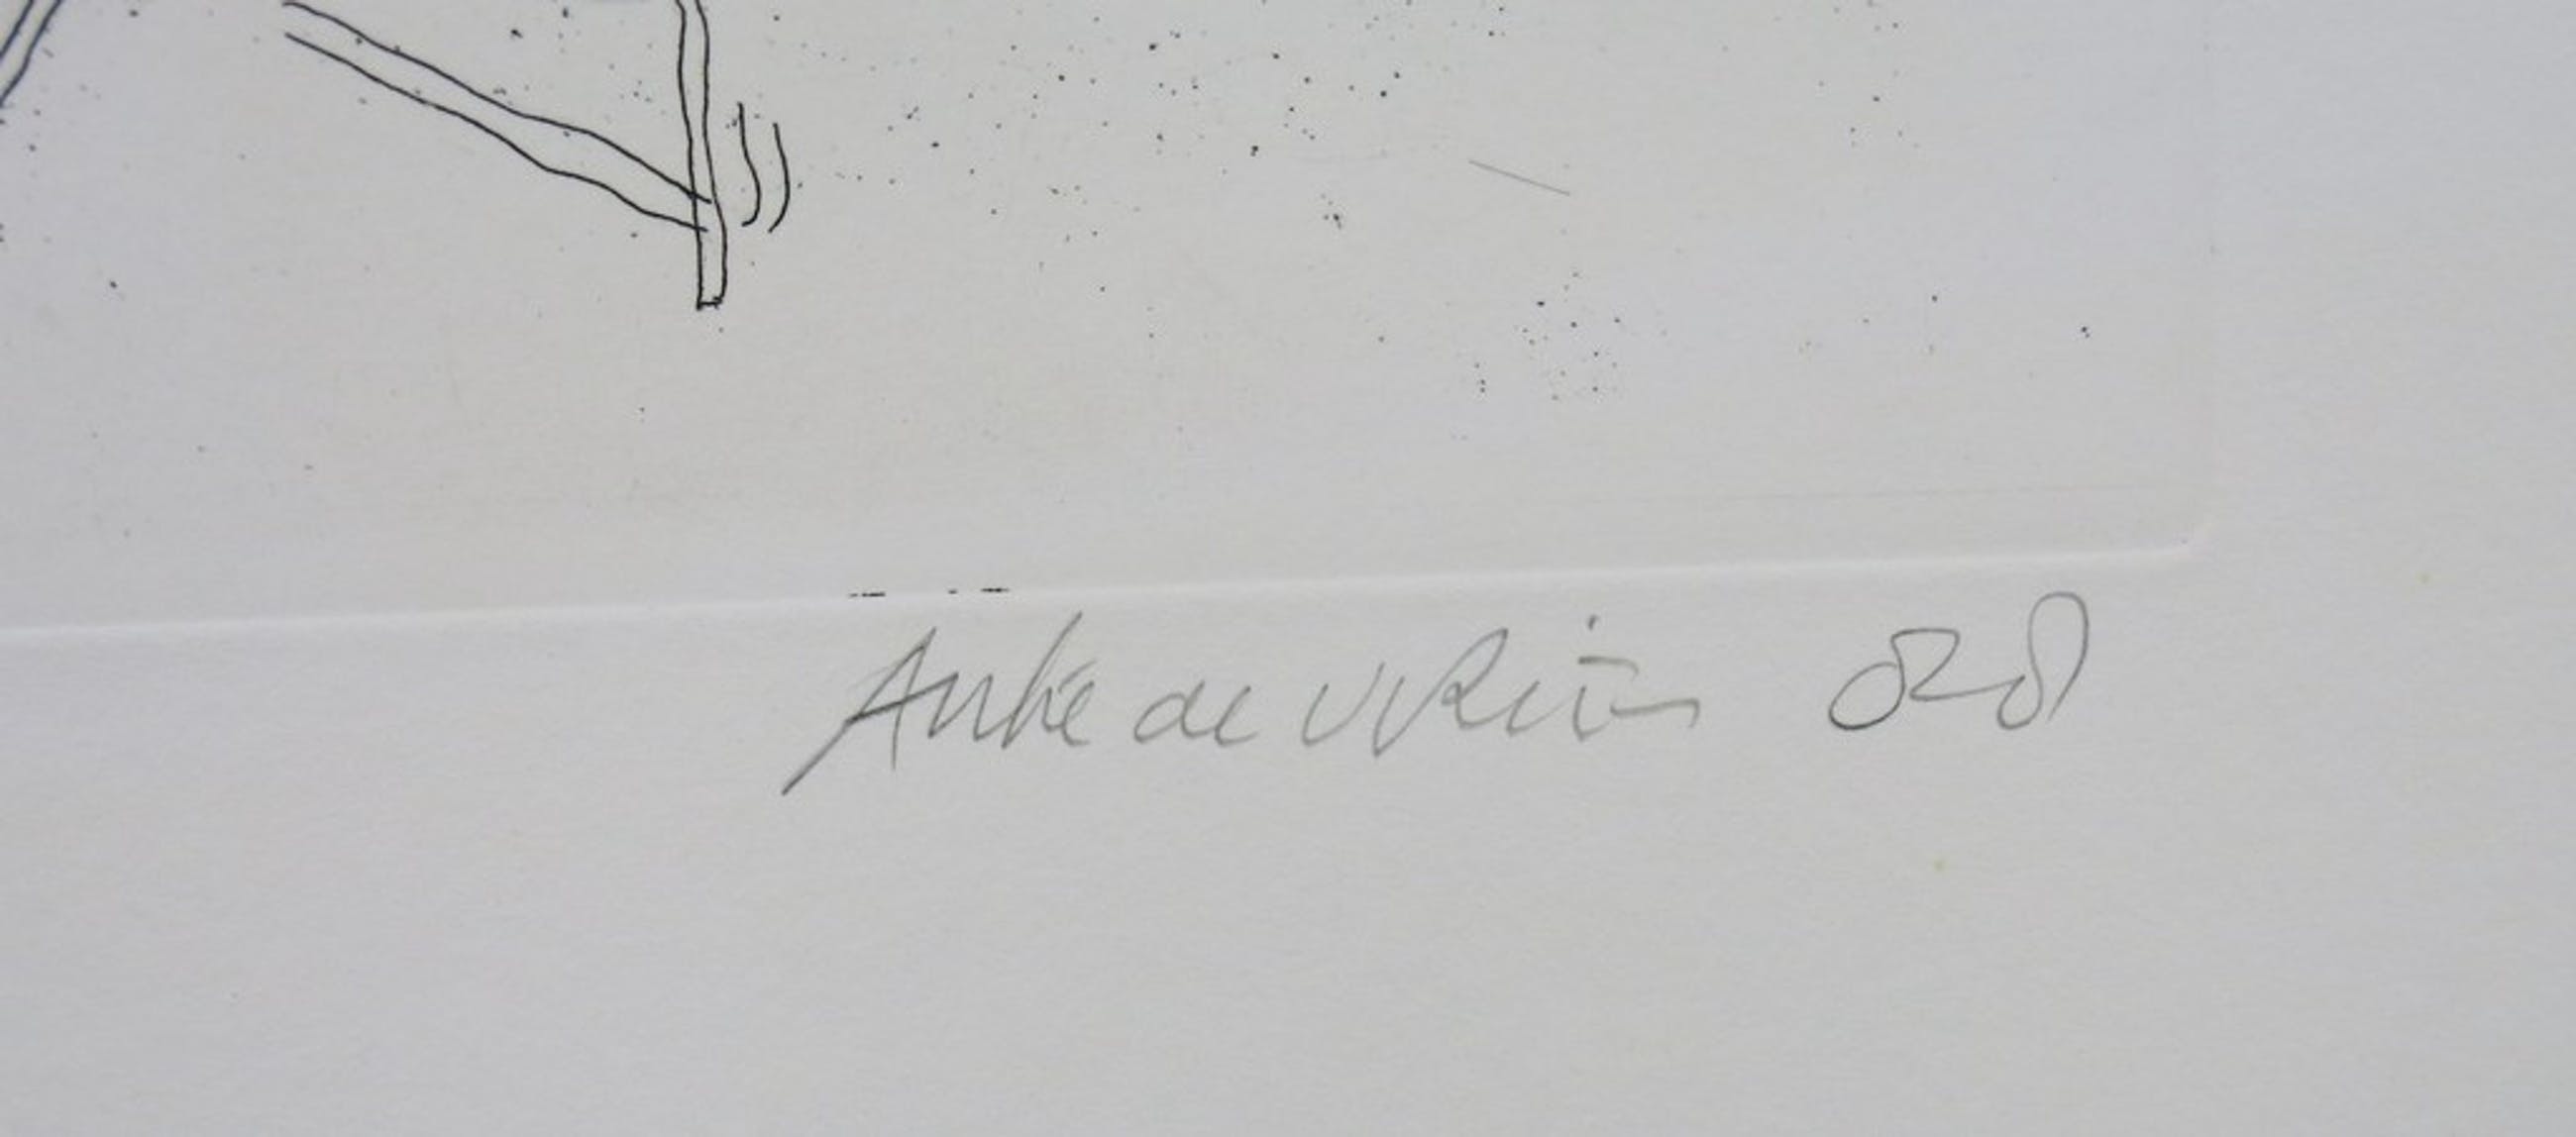 Anke de Vries 88